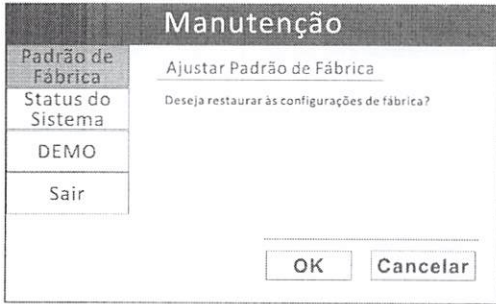 Manutenção
Padrão de
Fábrica
Status do
Sistema
DEMO
Sair
Ajustar Padrão de Fábrica
Deseja restaurar às configurações de fábrica?
OK
Cancelar